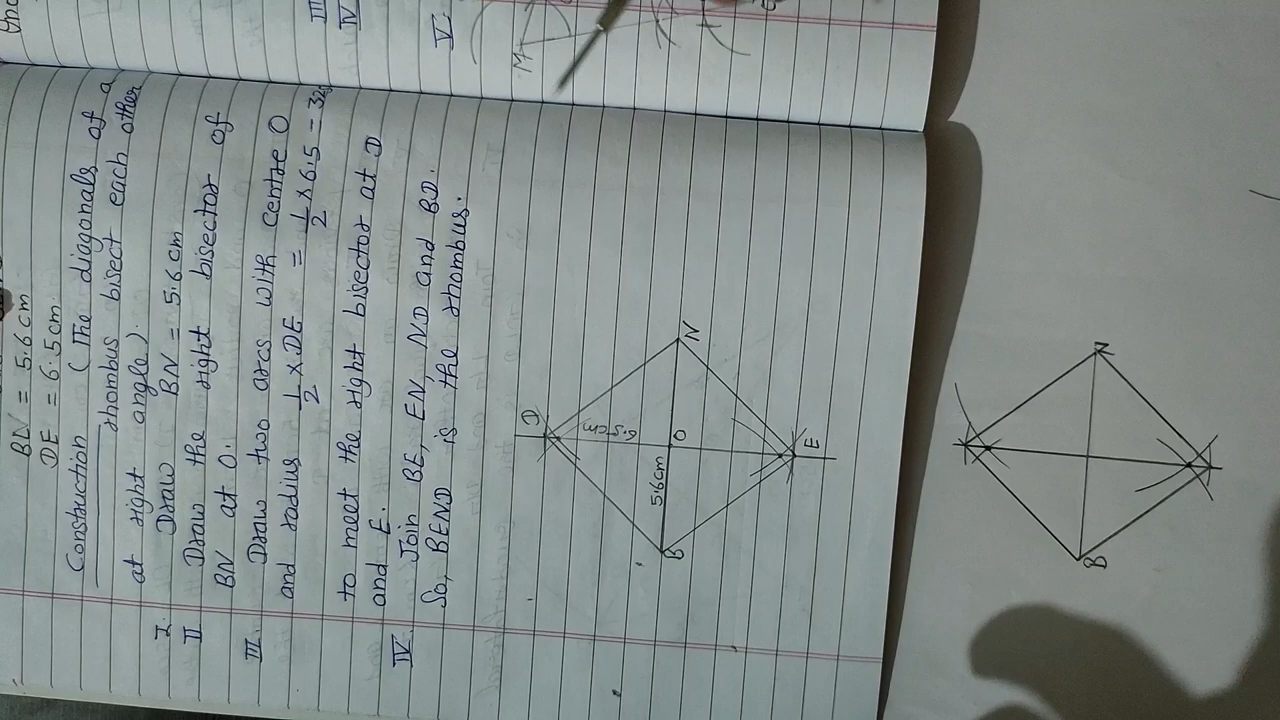 BN = 5.6 cm
DE = 6.5 cm.
Construction (The diagonals of a
rhombus bisect each other
at right angle).
I. Draw BN = 5.6 cm
II Draw the right bisector of
BN at O.
III. Draw two arcs with centre O
and radius 1/2 × DE = 1/2 × 6.5 =
to meet the right bisector at D
and E.
IV. Join BE, EN, ND and BD.
So, BEND is the rhombus.
D
6.5cm
5.6cm
O
B
N
E
III
IV
V
M
B
N